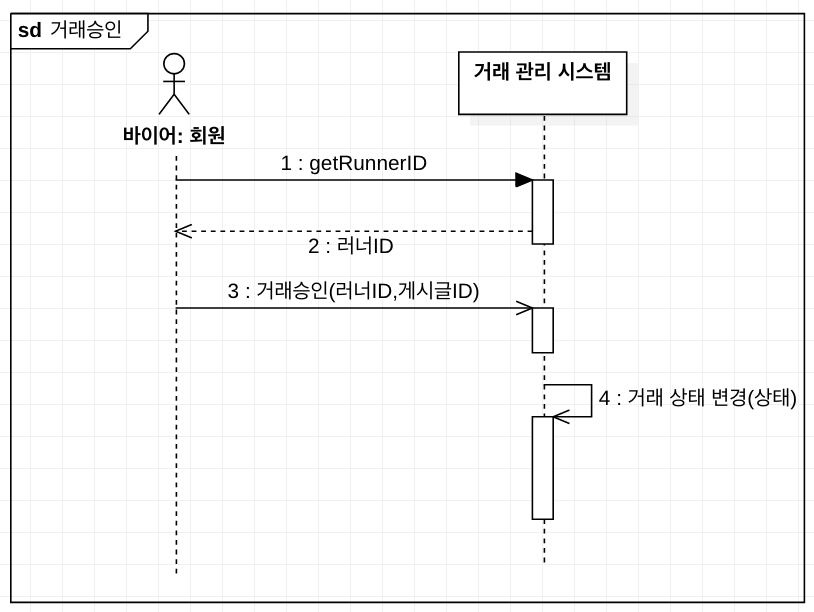 sd 거래승인
거래 관리 시스템
바이어: 회원
1 : getRunnerID
2 : 러너ID
3 : 거래승인(러너ID,게시글ID)
4 : 거래 상태 변경(상태)